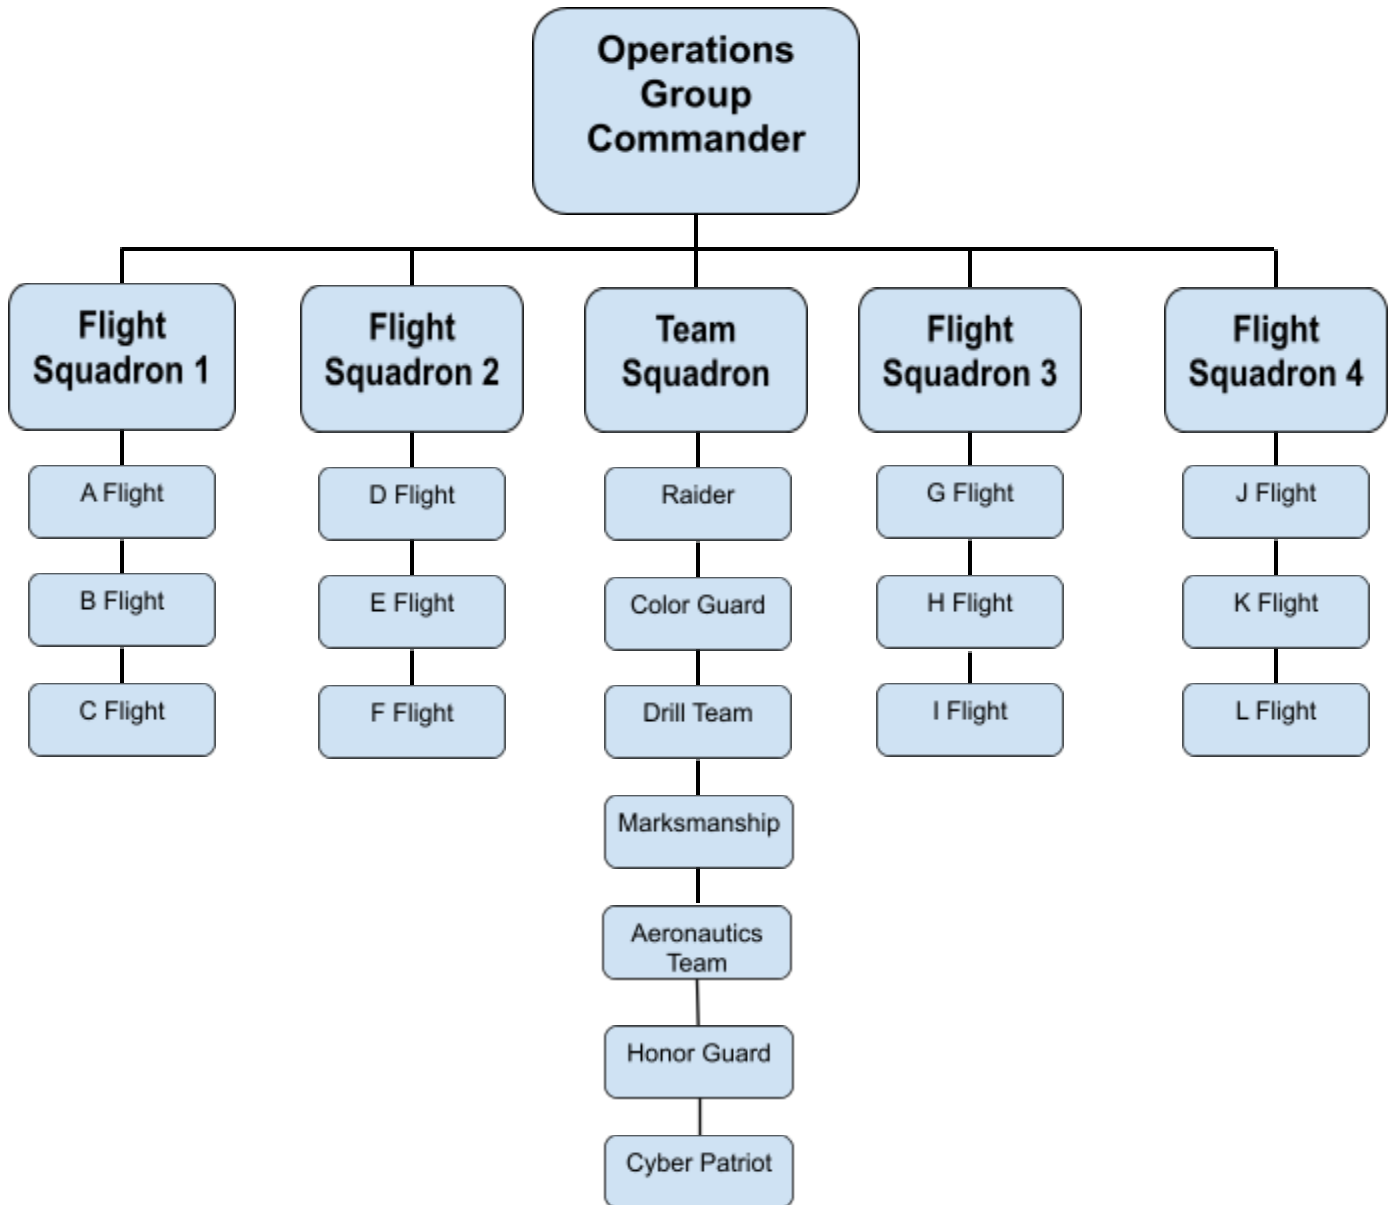 Operations
Group
Commander
Flight
Squadron 1
Flight
Squadron 2
Team
Squadron
Flight
Squadron 3
Flight
Squadron 4
A Flight
D Flight
Raider
G Flight
J Flight
B Flight
E Flight
Color Guard
H Flight
K Flight
C Flight
F Flight
Drill Team
I Flight
L Flight
Marksmanship
Aeronautics
Team
Honor Guard
Cyber Patriot